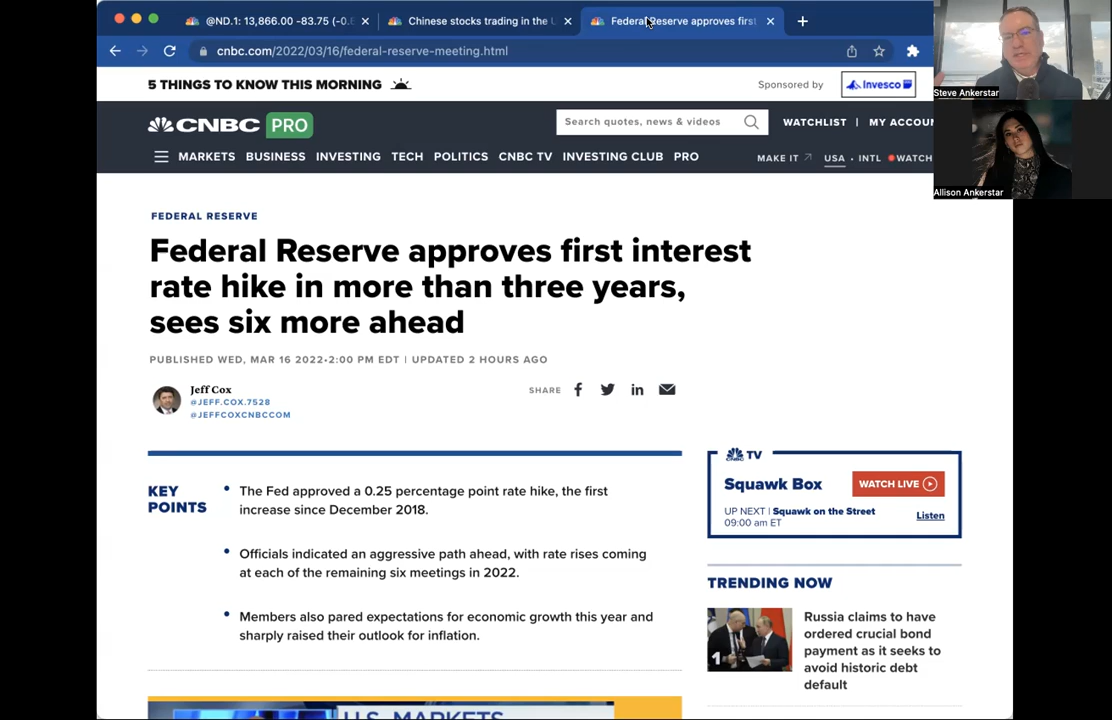 @ND.1: 13,866.00 -83.75 (-0.
Chinese stocks trading in the
Federal Reserve approves first
cnbc.com/2022/03/16/federal-reserve-meeting.html
5 THINGS TO KNOW THIS MORNING
Sponsored by
Invesco
Steve Ankerstar
CNBC PRO
Search quotes, news & videos
WATCHLIST
MY ACCOU
MARKETS BUSINESS INVESTING TECH POLITICS CNBC TV INVESTING CLUB PRO
MAKE IT
USA • INTL
WATCH
Allison Ankerstar
FEDERAL RESERVE
Federal Reserve approves first interest
rate hike in more than three years,
sees six more ahead
PUBLISHED WED, MAR 16 2022•2:00 PM EDT | UPDATED 2 HOURS AGO
Jeff Cox
@JEFF.COX.7528
@JEFFCOXCNBCCOM
SHARE
KEY
POINTS
The Fed approved a 0.25 percentage point rate hike, the first
increase since December 2018.
Officials indicated an aggressive path ahead, with rate rises coming
at each of the remaining six meetings in 2022.
Members also pared expectations for economic growth this year and
sharply raised their outlook for inflation.
TV
Squawk Box
WATCH LIVE
UP NEXT | Squawk on the Street
09:00 am ET
Listen
TRENDING NOW
1
Russia claims to have
ordered crucial bond
payment as it seeks to
avoid historic debt
default
U.S. MARKETS